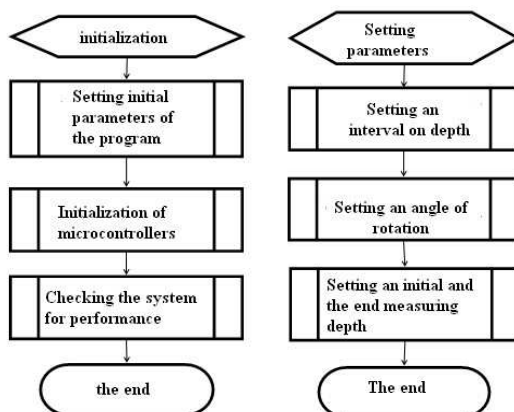 initialization
Setting initial
parameters of
the program
Initialization of
microcontrollers
Checking the system
for performance
the end
Setting
parameters
Setting an
interval on depth
Setting an angle of
rotation
Setting an initial and
the end measuring
depth
The end